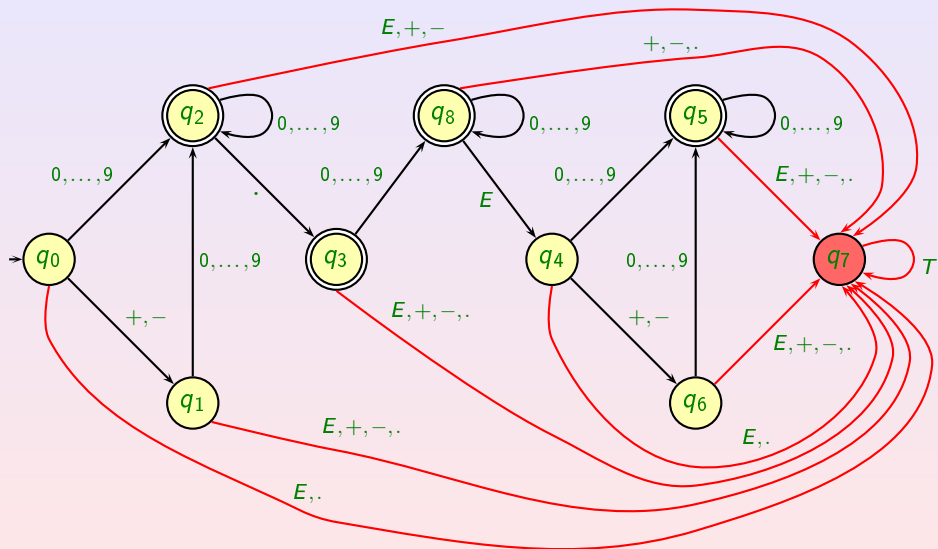 E,+,−
+,−,.
q2
0,...,9
q8
0,...,9
q5
0,...,9
0,...,9
.
0,...,9
E
0,...,9
E,+,−,.
q0
0,...,9
q3
q4
0,...,9
q7
T
+,−
E,+,−,.
+,−
E,+,−,.
q1
q6
E,+,−,.
E,.
E,.